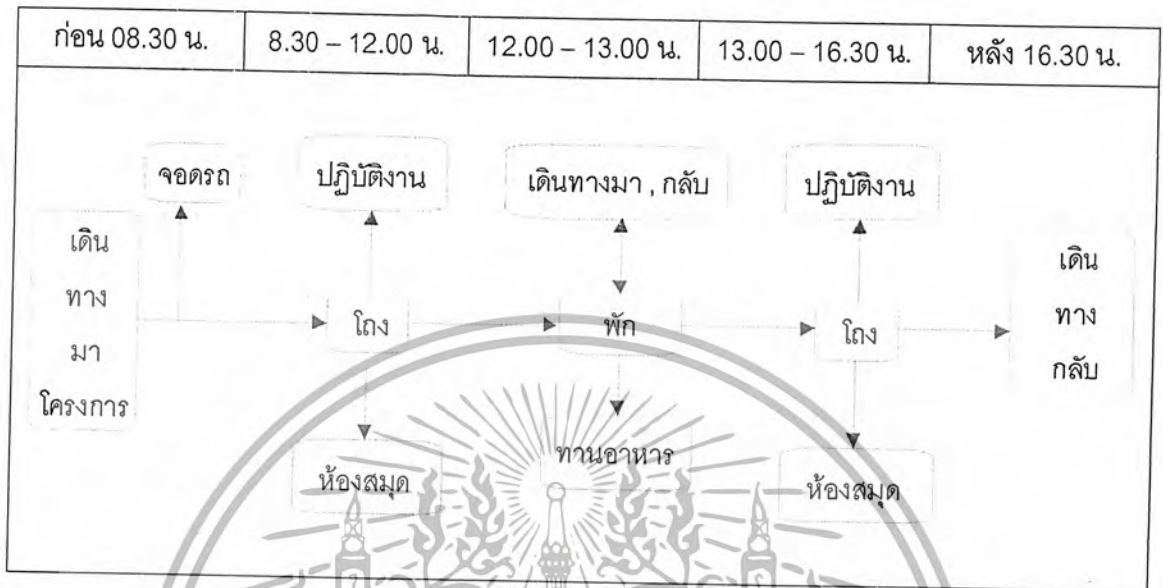 ก่อน 08.30 น.
8.30 – 12.00 น.
12.00 – 13.00 น.
13.00 – 16.30 น.
หลัง 16.30 น.
จอดรถ
ปฏิบัติงาน
เดินทางมา , กลับ
ปฏิบัติงาน
เดิน
ทาง
มา
โครงการ
โถง
พัก
โถง
เดิน
ทาง
กลับ
ห้องสมุด
ทานอาหาร
ห้องสมุด